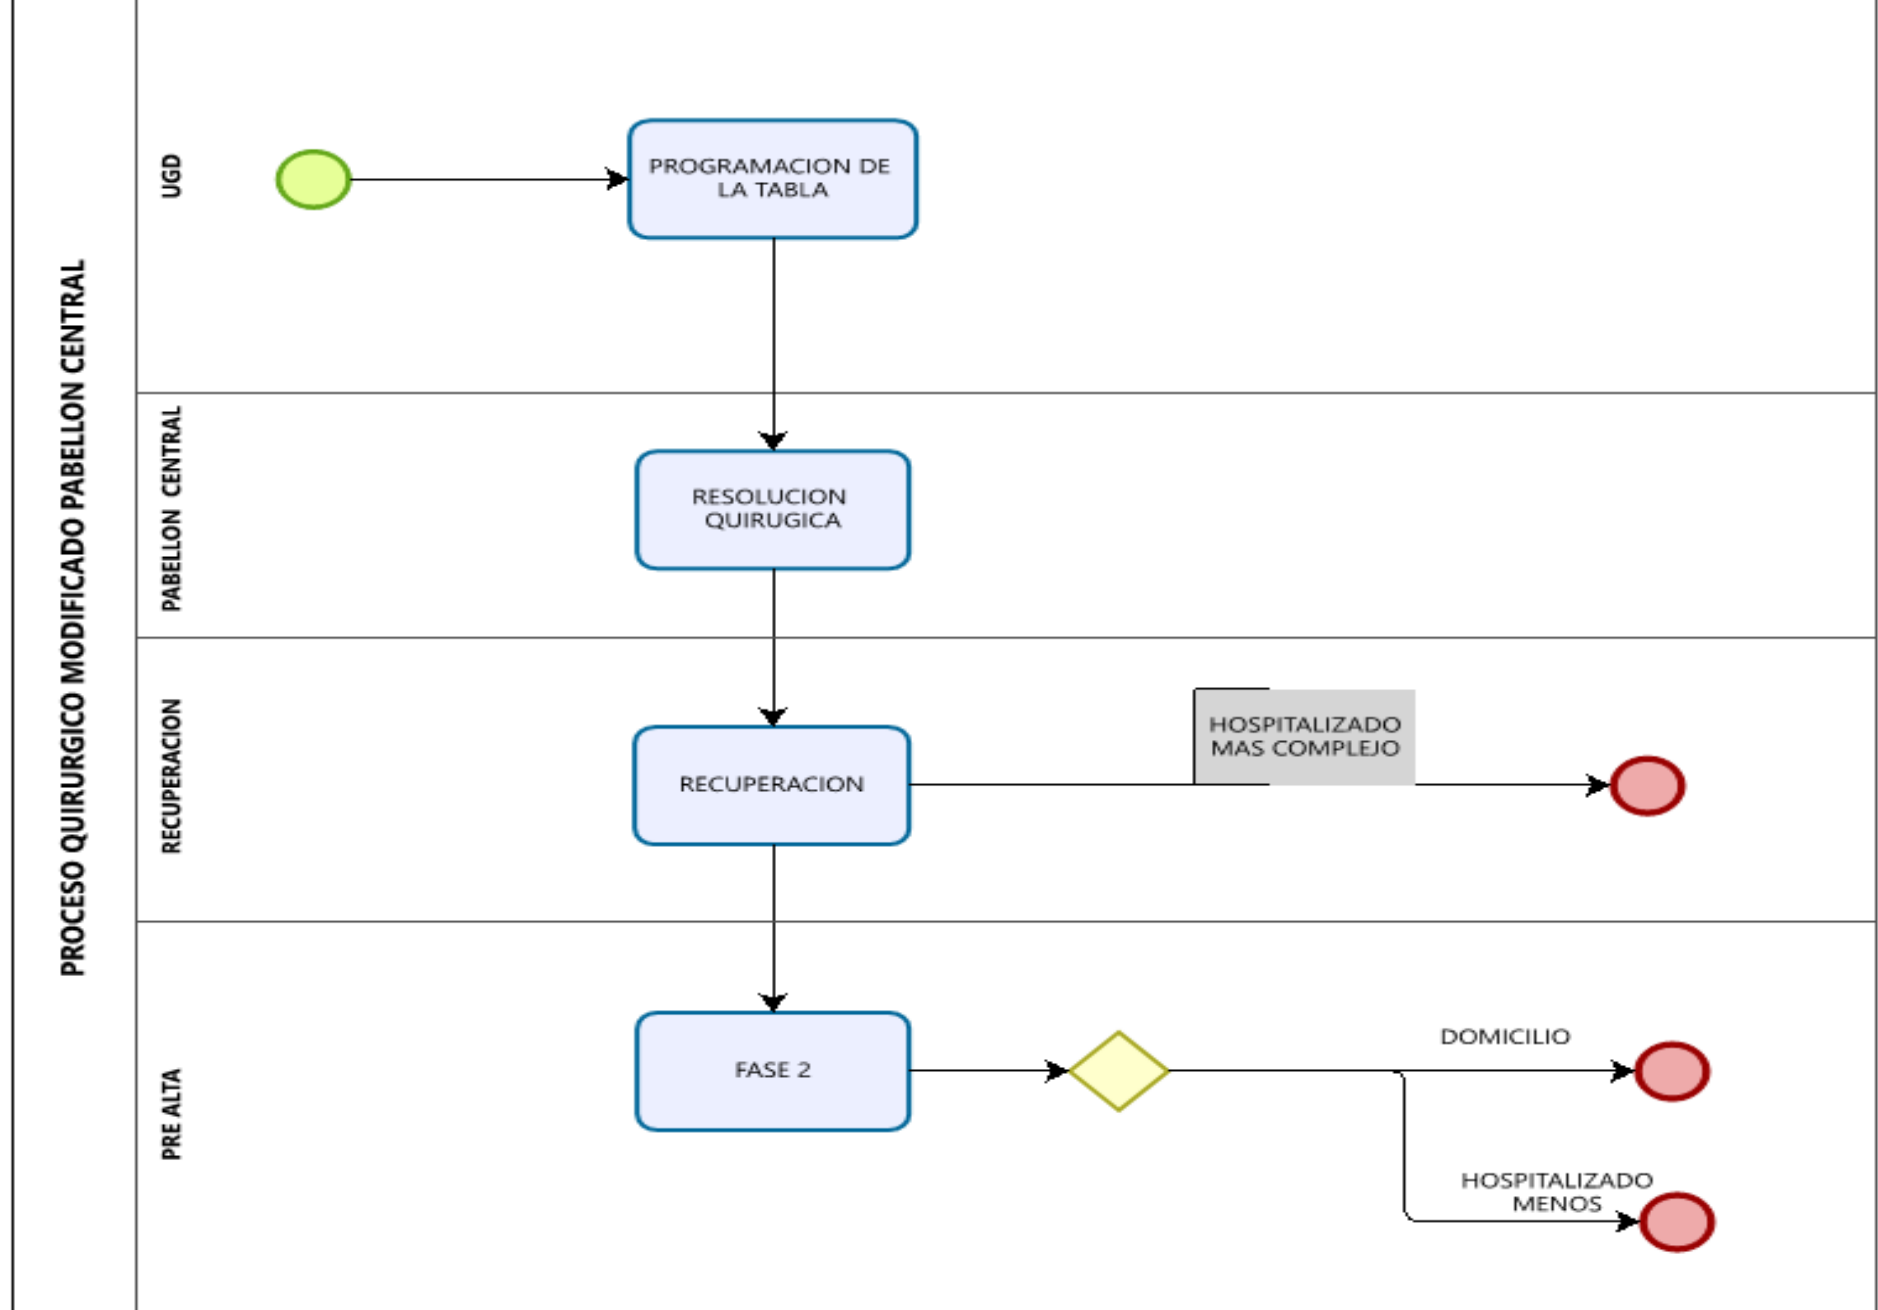 PROCESO QUIRURGICO MODIFICADO PABELLON CENTRAL
UGD
PROGRAMACION DE
LA TABLA
PABELLON CENTRAL
RESOLUCION
QUIRUGICA
RECUPERACION
RECUPERACION
HOSPITALIZADO
MAS COMPLEJO
PRE ALTA
FASE 2
DOMICILIO
HOSPITALIZADO
MENOS